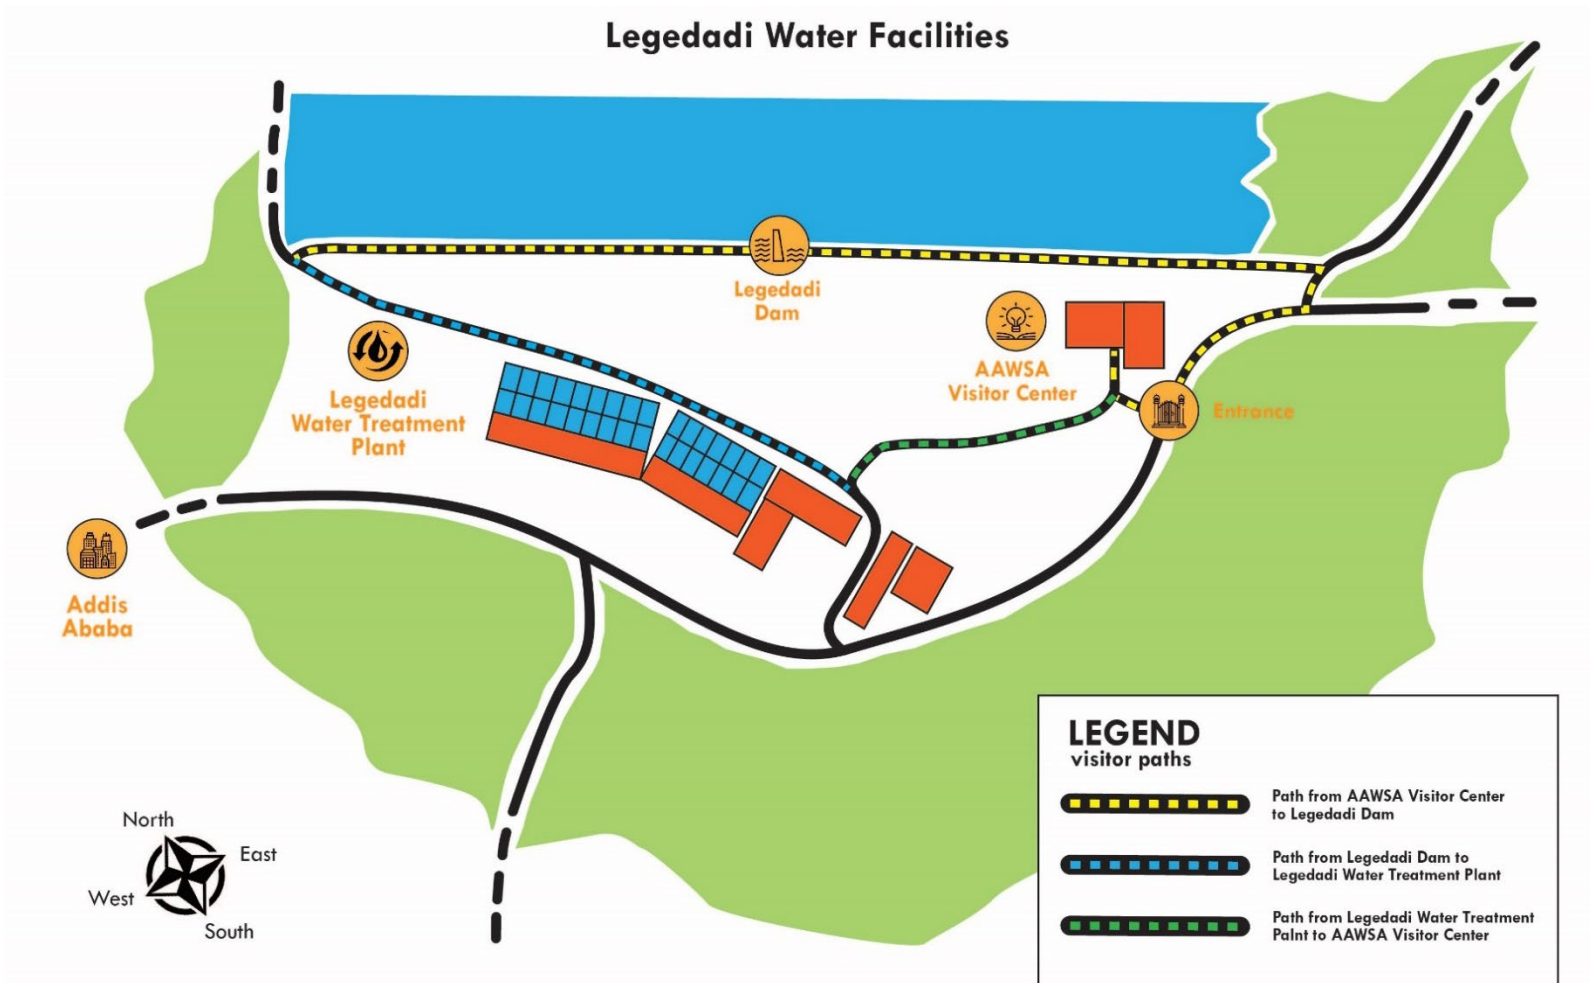 Legedadi Water Facilities
Legedadi
Dam
AAWSA
Visitor Center
Entrance
Legedadi
Water Treatment
Plant
Addis
Ababa
North
East
West
South
LEGEND
visitor paths
Path from AAWSA Visitor Center
to Legedadi Dam
Path from Legedadi Dam to
Legedadi Water Treatment Plant
Path from Legedadi Water Treatment
Palnt to AAWSA Visitor Center